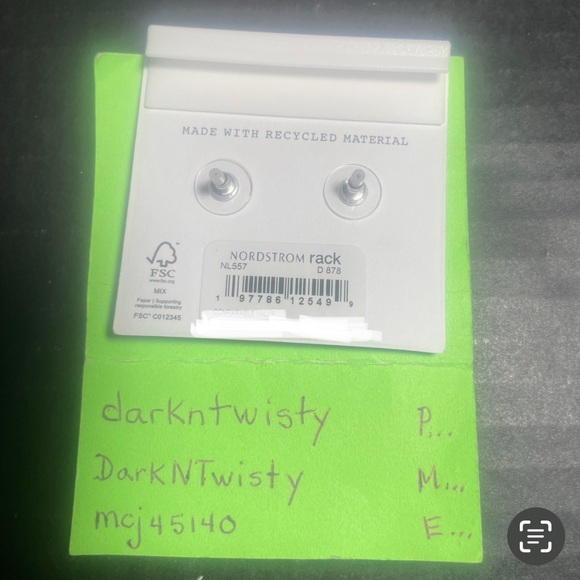 MADE WITH RECYCLED MATERIAL
NORDSTROM rack
NL557 D 878
1 97786 12549 9
FSC
www.fsc.org
MIX
Paper | Supporting
responsible forestry
FSC® C012345
darkntwisty P...
DarkNTwisty M...
mcj45140 E...